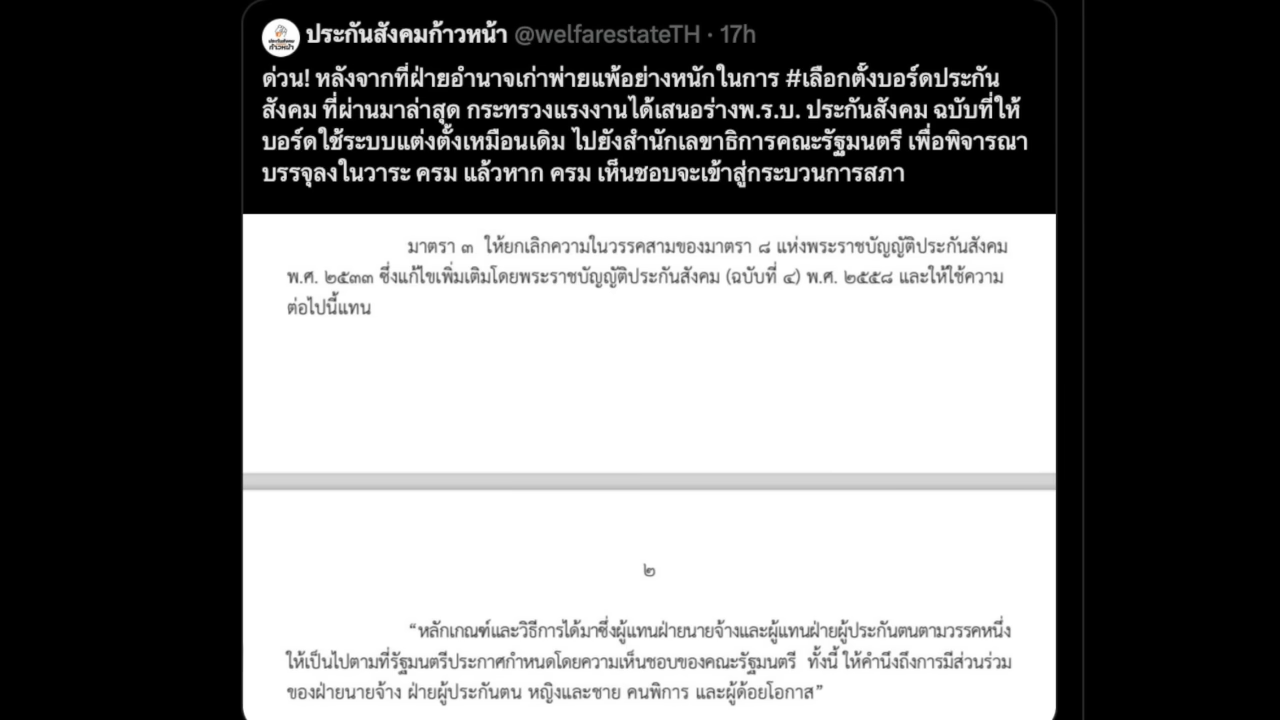 ประกันสังคมก้าวหน้า @welfarestateTH · 17h
ด่วน! หลังจากที่ฝ่ายอำนาจเก่าพ่ายแพ้อย่างหนักในการ #เลือกตั้งบอร์ดประกัน
สังคม ที่ผ่านมาล่าสุด กระทรวงแรงงานได้เสนอร่างพ.ร.บ. ประกันสังคม ฉบับที่ให้
บอร์ดใช้ระบบแต่งตั้งเหมือนเดิม ไปยังสำนักเลขาธิการคณะรัฐมนตรี เพื่อพิจารณา
บรรจุลงในวาระ ครม แล้วหาก ครม เห็นชอบจะเข้าสู่กระบวนการสภา
มาตรา ๓ ให้ยกเลิกความในวรรคสามของมาตรา ๘ แห่งพระราชบัญญัติประกันสังคม
พ.ศ. ๒๕๓๓ ซึ่งแก้ไขเพิ่มเติมโดยพระราชบัญญัติประกันสังคม (ฉบับที่ ๔) พ.ศ. ๒๕๕๘ และให้ใช้ความ
ต่อไปนี้แทน
๒
“หลักเกณฑ์และวิธีการได้มาซึ่งผู้แทนฝ่ายนายจ้างและผู้แทนฝ่ายผู้ประกันตนตามวรรคหนึ่ง
ให้เป็นไปตามที่รัฐมนตรีประกาศกำหนดโดยความเห็นชอบของคณะรัฐมนตรี ทั้งนี้ ให้คำนึงถึงการมีส่วนร่วม
ของฝ่ายนายจ้าง ฝ่ายผู้ประกันตน หญิงและชาย คนพิการ และผู้ด้อยโอกาส”